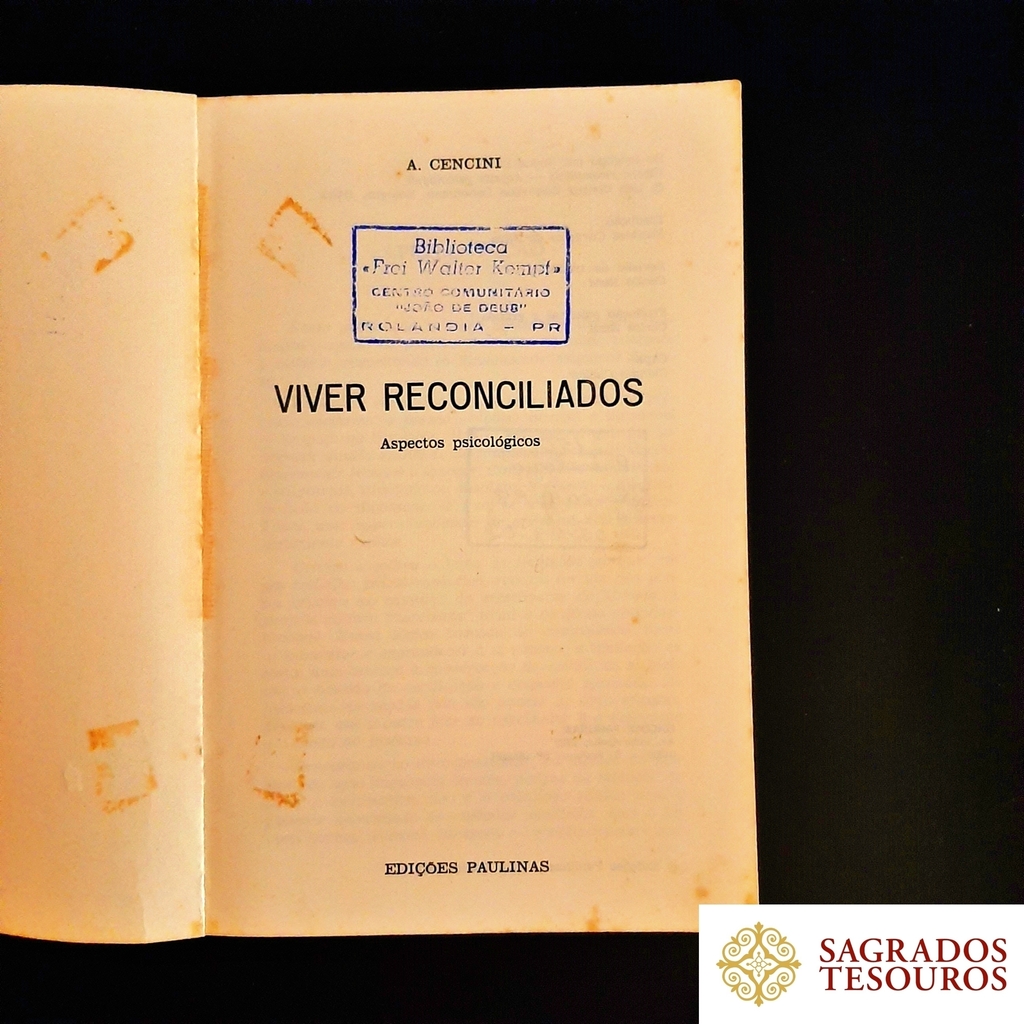 A. CENCINI
Biblioteca
«Frei Walter Kempf»
CENTRO COMUNITÁRIO
"JOÃO DE DEUS"
ROLANDIA - PR
VIVER RECONCILIADOS
Aspectos psicológicos
EDIÇÕES PAULINAS
SAGRADOS
TESOUROS